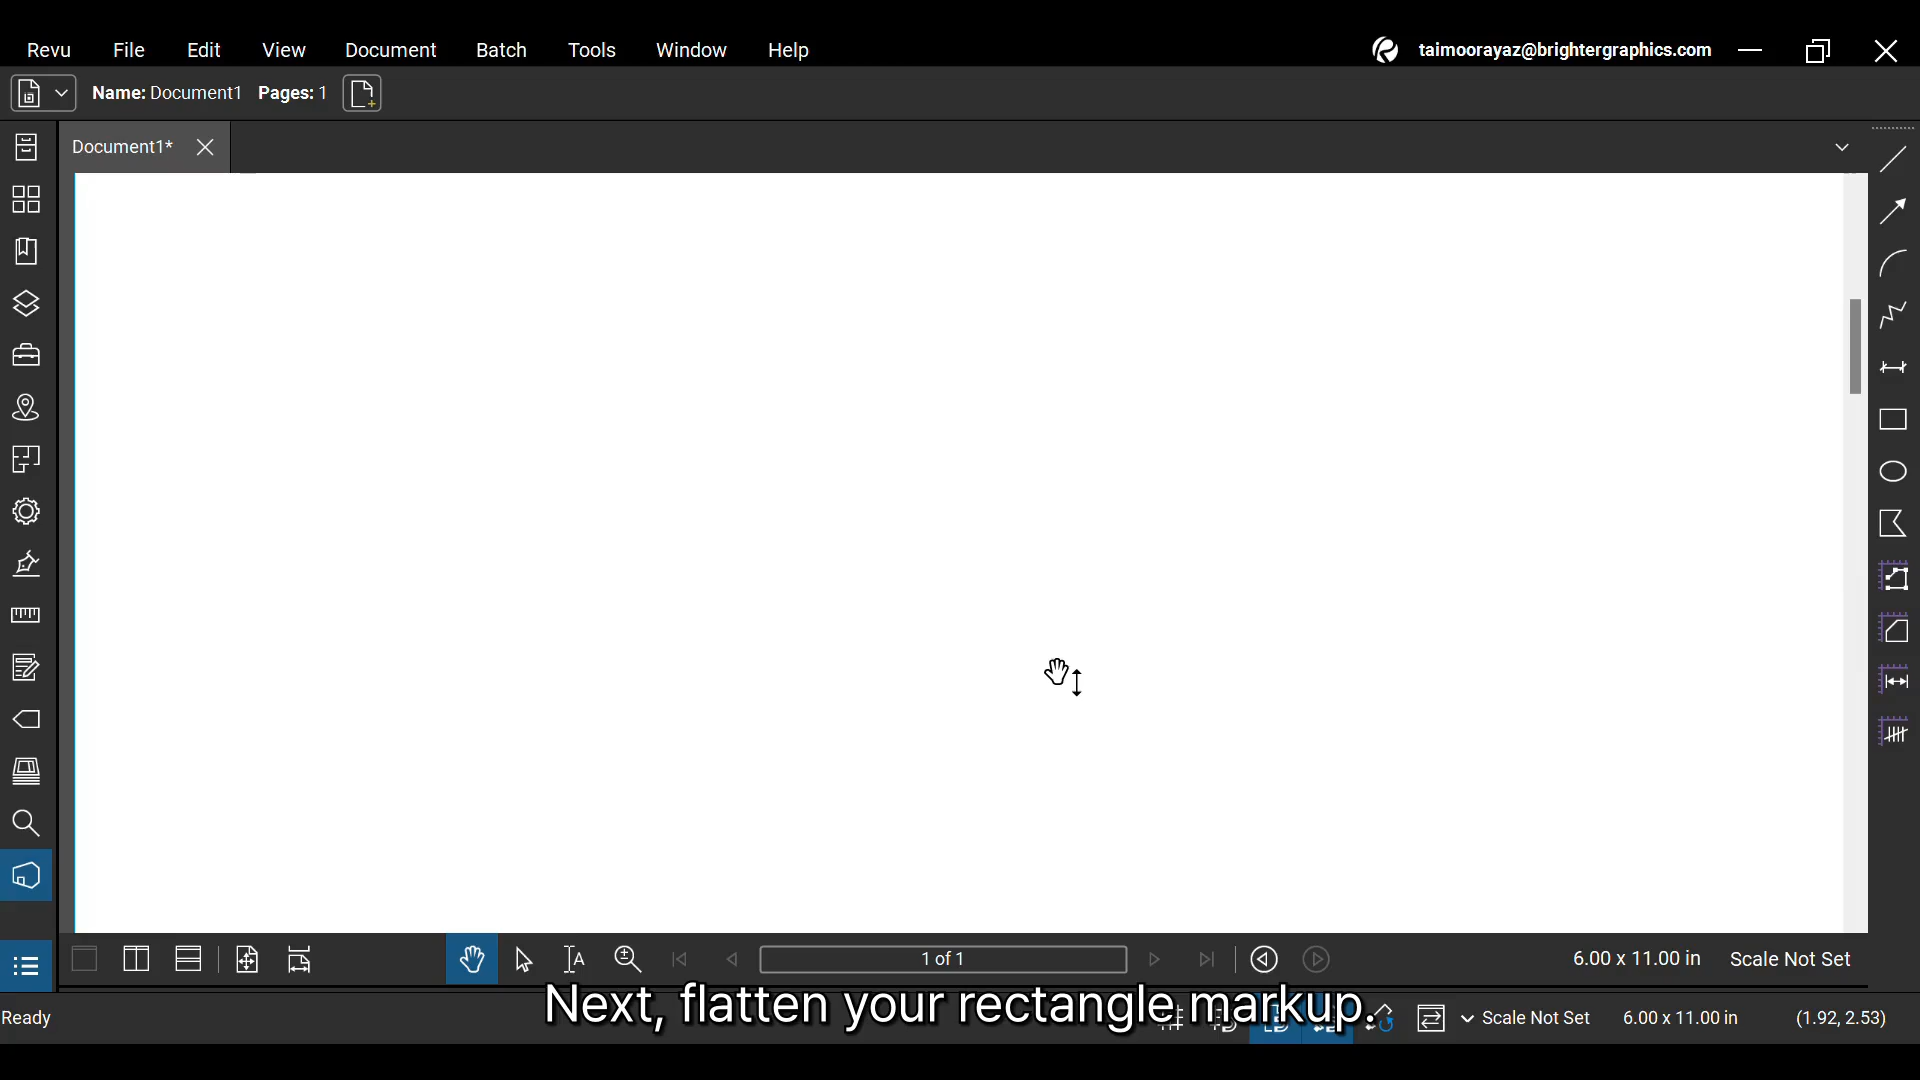 Revu File Edit View Document Batch Tools Window Help taimoorayaz@brightergraphics.com
Name: Document1 Pages: 1
Document1*
1 of 1 6.00 x 11.00 in Scale Not Set
Next, flatten your rectangle markup.
Ready Scale Not Set 6.00 x 11.00 in (1.92, 2.53)